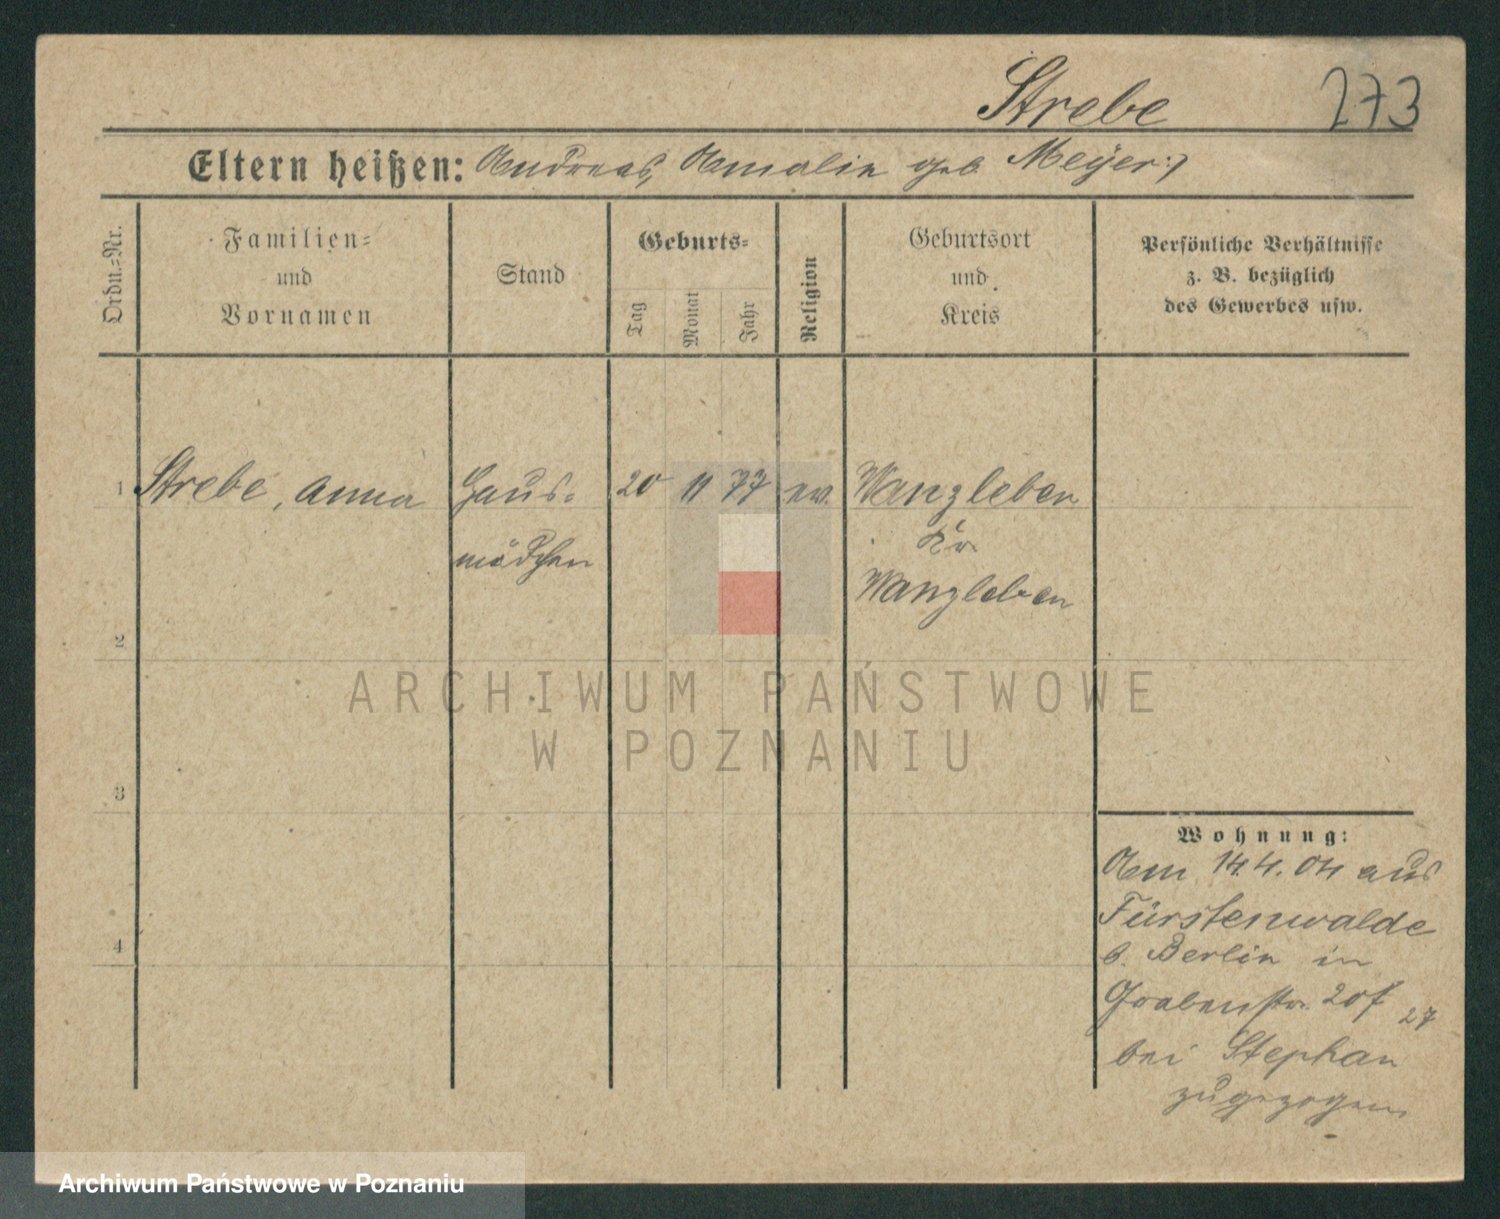 Strebe 273
Eltern heißen: Andreas, Amalie geb. Meyer
Ordn.=Nr.
Familien=
und
Vornamen
Stand
Geburts=
Tag Monat Jahr
Religion
Geburtsort
und
Kreis
Persönliche Verhältnisse
z. B. bezüglich
des Gewerbes usw.
1 Strebe, Anna Haus= 20 11 77 ev. Wanzleben
mädchen Kr.
Wanzleben
2
ARCHIWUM PAŃSTWOWE
W POZNANIU
3
Wohnung:
Am 14.4.04 aus
Fürstenwalde
b. Berlin in
4
Grabenstr. 27
bei Stephan
zugezogen.
Archiwum Państwowe w Poznaniu